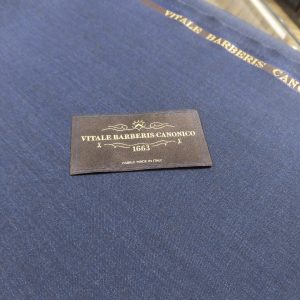 VITALE BARBERIS CANO
VITALE BARBERIS CANONICO
1663
FABRIC MADE IN ITALY